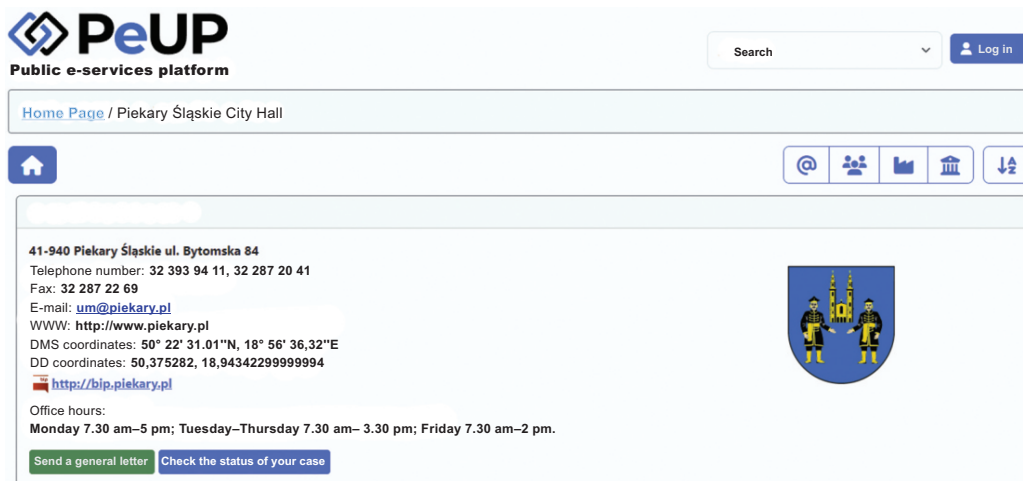 PeUP
Public e-services platform
Search
Log in
Home Page / Piekary Śląskie City Hall
41-940 Piekary Śląskie ul. Bytomska 84
Telephone number: 32 393 94 11, 32 287 20 41
Fax: 32 287 22 69
E-mail: um@piekary.pl
WWW: http://www.piekary.pl
DMS coordinates: 50° 22' 31.01''N, 18° 56' 36,32''E
DD coordinates: 50,375282, 18,94342299999994
http://bip.piekary.pl
Office hours:
Monday 7.30 am–5 pm; Tuesday–Thursday 7.30 am– 3.30 pm; Friday 7.30 am–2 pm.
Send a general letter Check the status of your case